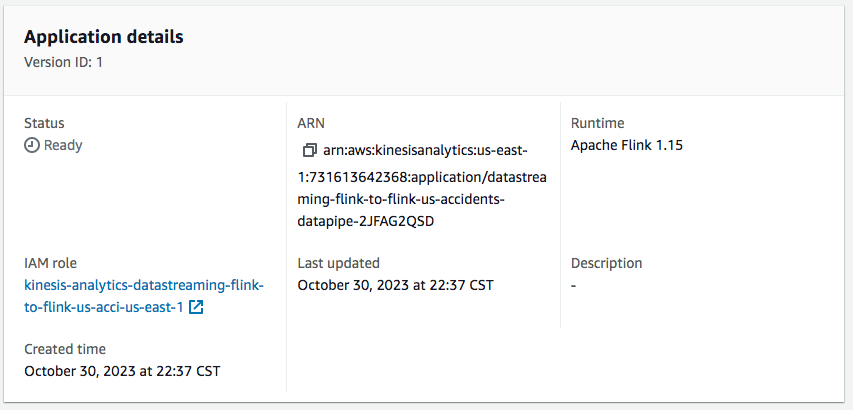 Application details
Version ID: 1
Status
Ready
ARN
arn:aws:kinesisanalytics:us-east-
1:731613642368:application/datastrea
ming-flink-to-flink-us-accidents-
datapipe-2JFAG2QSD
Runtime
Apache Flink 1.15
IAM role
kinesis-analytics-datastreaming-flink-
to-flink-us-acci-us-east-1
Last updated
October 30, 2023 at 22:37 CST
Description
-
Created time
October 30, 2023 at 22:37 CST